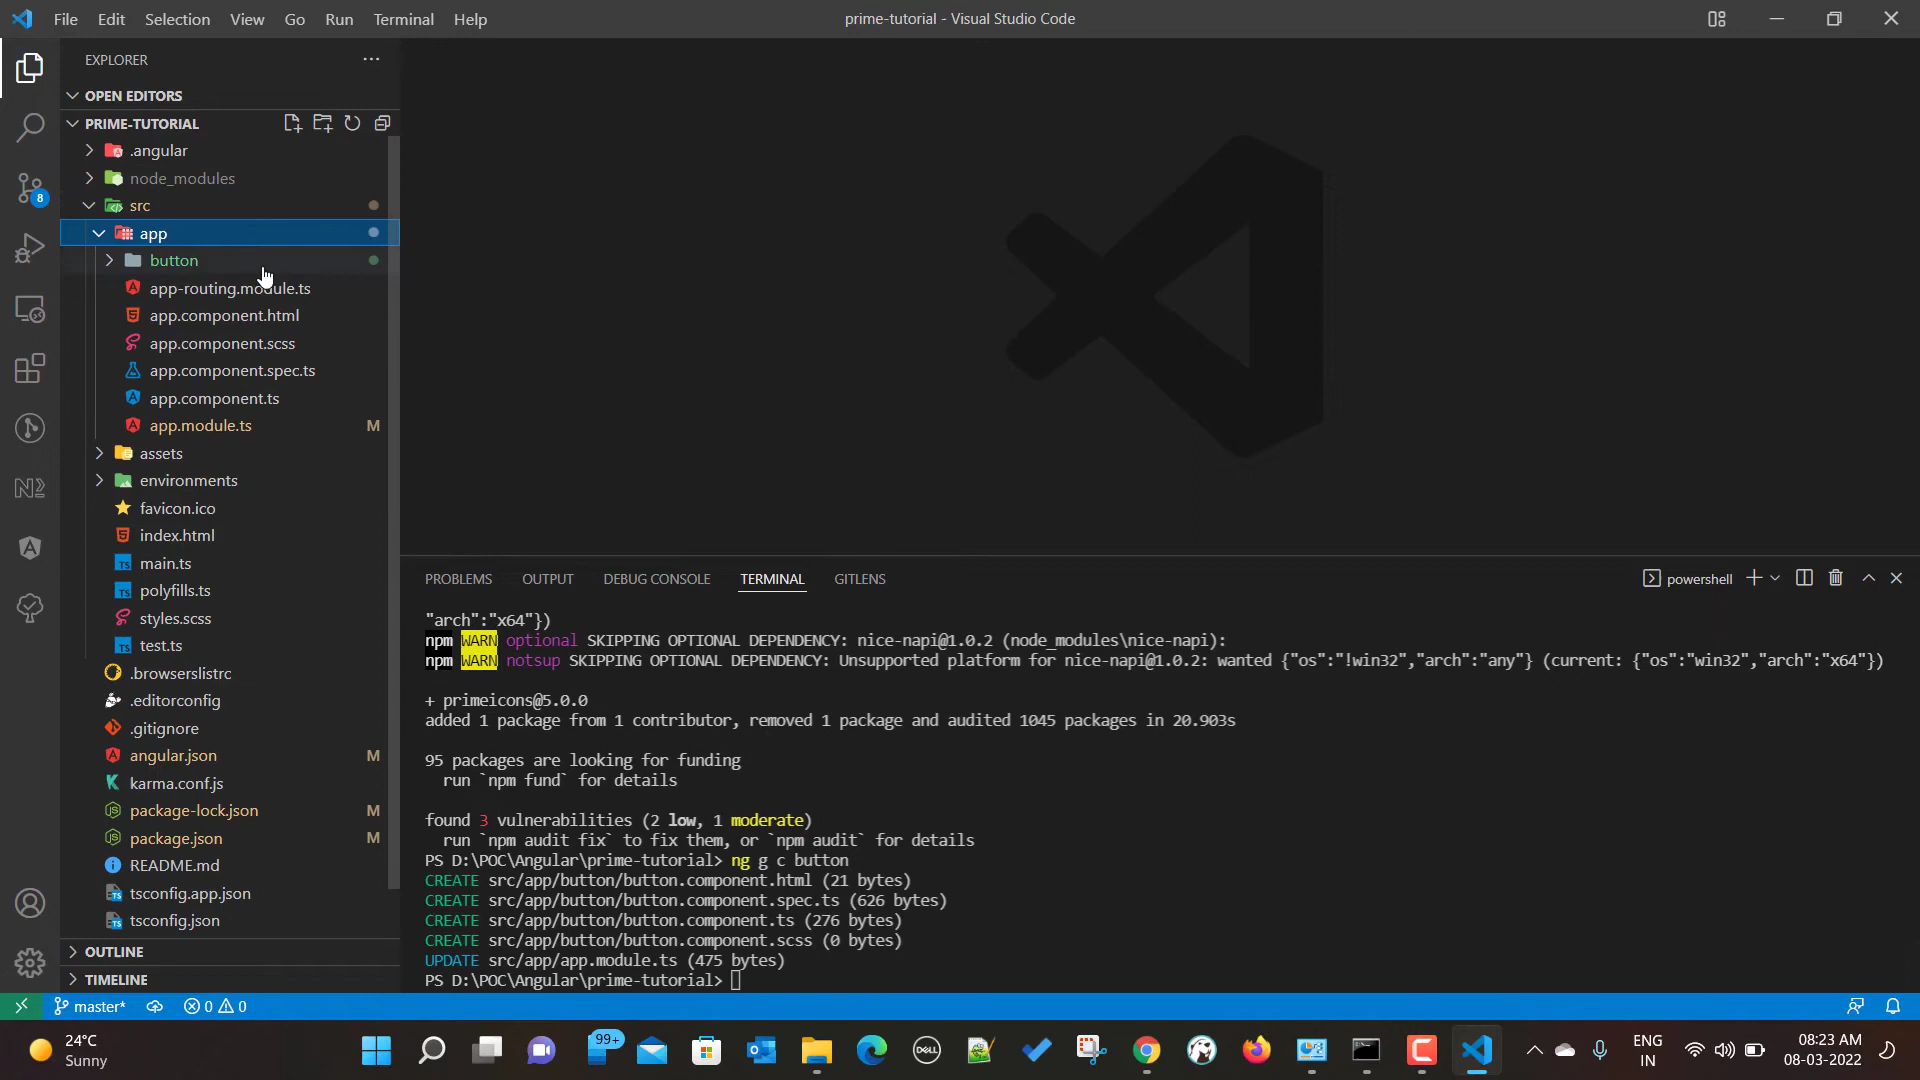 File Edit Selection View Go Run Terminal Help
prime-tutorial - Visual Studio Code
EXPLORER
OPEN EDITORS
PRIME-TUTORIAL
.angular
node_modules
src
app
button
app-routing.module.ts
app.component.html
app.component.scss
app.component.spec.ts
app.component.ts
app.module.ts M
assets
environments
favicon.ico
index.html
main.ts
polyfills.ts
styles.scss
test.ts
.browserslistrc
.editorconfig
.gitignore
angular.json M
karma.conf.js
package-lock.json M
package.json M
README.md
tsconfig.app.json
tsconfig.json
OUTLINE
TIMELINE
8
PROBLEMS OUTPUT DEBUG CONSOLE TERMINAL GITLENS
powershell
"arch":"x64"})
npm WARN optional SKIPPING OPTIONAL DEPENDENCY: nice-napi@1.0.2 (node_modules\nice-napi):
npm WARN notsup SKIPPING OPTIONAL DEPENDENCY: Unsupported platform for nice-napi@1.0.2: wanted {"os":"!win32","arch":"any"} (current: {"os":"win32","arch":"x64"})
+ primeicons@5.0.0
added 1 package from 1 contributor, removed 1 package and audited 1045 packages in 20.903s
95 packages are looking for funding
run `npm fund` for details
found 3 vulnerabilities (2 low, 1 moderate)
run `npm audit fix` to fix them, or `npm audit` for details
PS D:\POC\Angular\prime-tutorial> ng g c button
CREATE src/app/button/button.component.html (21 bytes)
CREATE src/app/button/button.component.spec.ts (626 bytes)
CREATE src/app/button/button.component.ts (276 bytes)
CREATE src/app/button/button.component.scss (0 bytes)
UPDATE src/app/app.module.ts (475 bytes)
PS D:\POC\Angular\prime-tutorial>
master* 0 0
24°C
Sunny
99+
DELL
ENG
IN
08:23 AM
08-03-2022